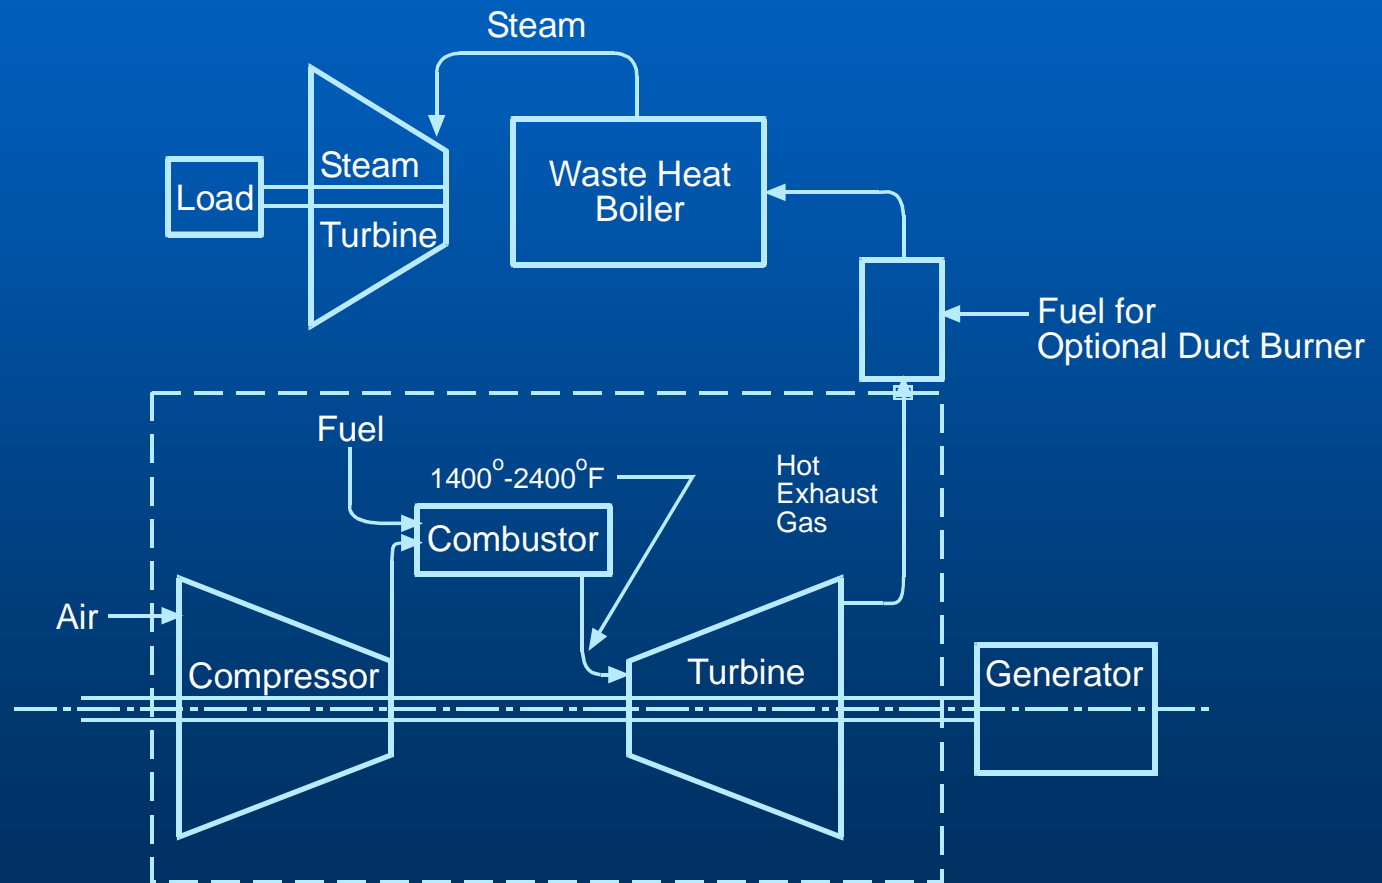 Steam
Steam
Turbine
Load
Waste Heat
Boiler
Fuel for
Optional Duct Burner
Fuel
1400°-2400°F
Hot
Exhaust
Gas
Combustor
Air
Compressor
Turbine
Generator